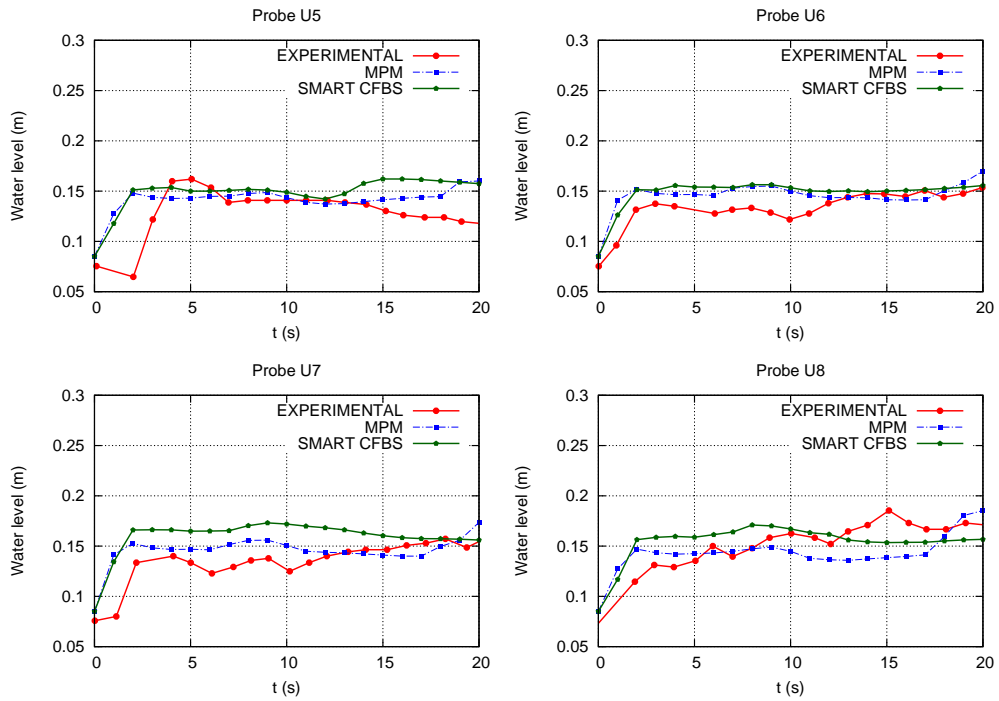 Probe U5
0.3
0.25
0.2
0.15
0.1
0.05
Water level (m)
0 5 10 15 20
t (s)
EXPERIMENTAL
MPM
SMART CFBS
Probe U6
0.3
0.25
0.2
0.15
0.1
0.05
Water level (m)
0 5 10 15 20
t (s)
EXPERIMENTAL
MPM
SMART CFBS
Probe U7
0.3
0.25
0.2
0.15
0.1
0.05
Water level (m)
0 5 10 15 20
t (s)
EXPERIMENTAL
MPM
SMART CFBS
Probe U8
0.3
0.25
0.2
0.15
0.1
0.05
Water level (m)
0 5 10 15 20
t (s)
EXPERIMENTAL
MPM
SMART CFBS